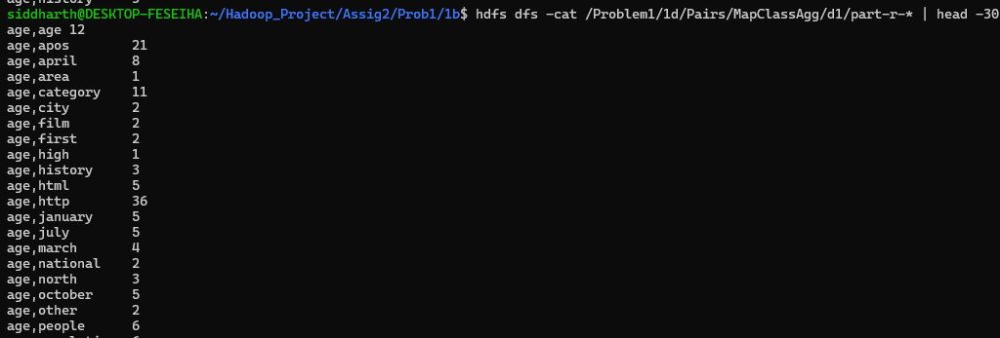 siddharth@DESKTOP-FESEIHA:~/Hadoop_Project/Assig2/Prob1/1b$ hdfs dfs -cat /Problem1/1d/Pairs/MapClassAgg/d1/part-r-* | head -30
age,age 12
age,apos 21
age,april 8
age,area 1
age,category 11
age,city 2
age,film 2
age,first 2
age,high 1
age,history 3
age,html 5
age,http 36
age,january 5
age,july 5
age,march 4
age,national 2
age,north 3
age,october 5
age,other 2
age,people 6